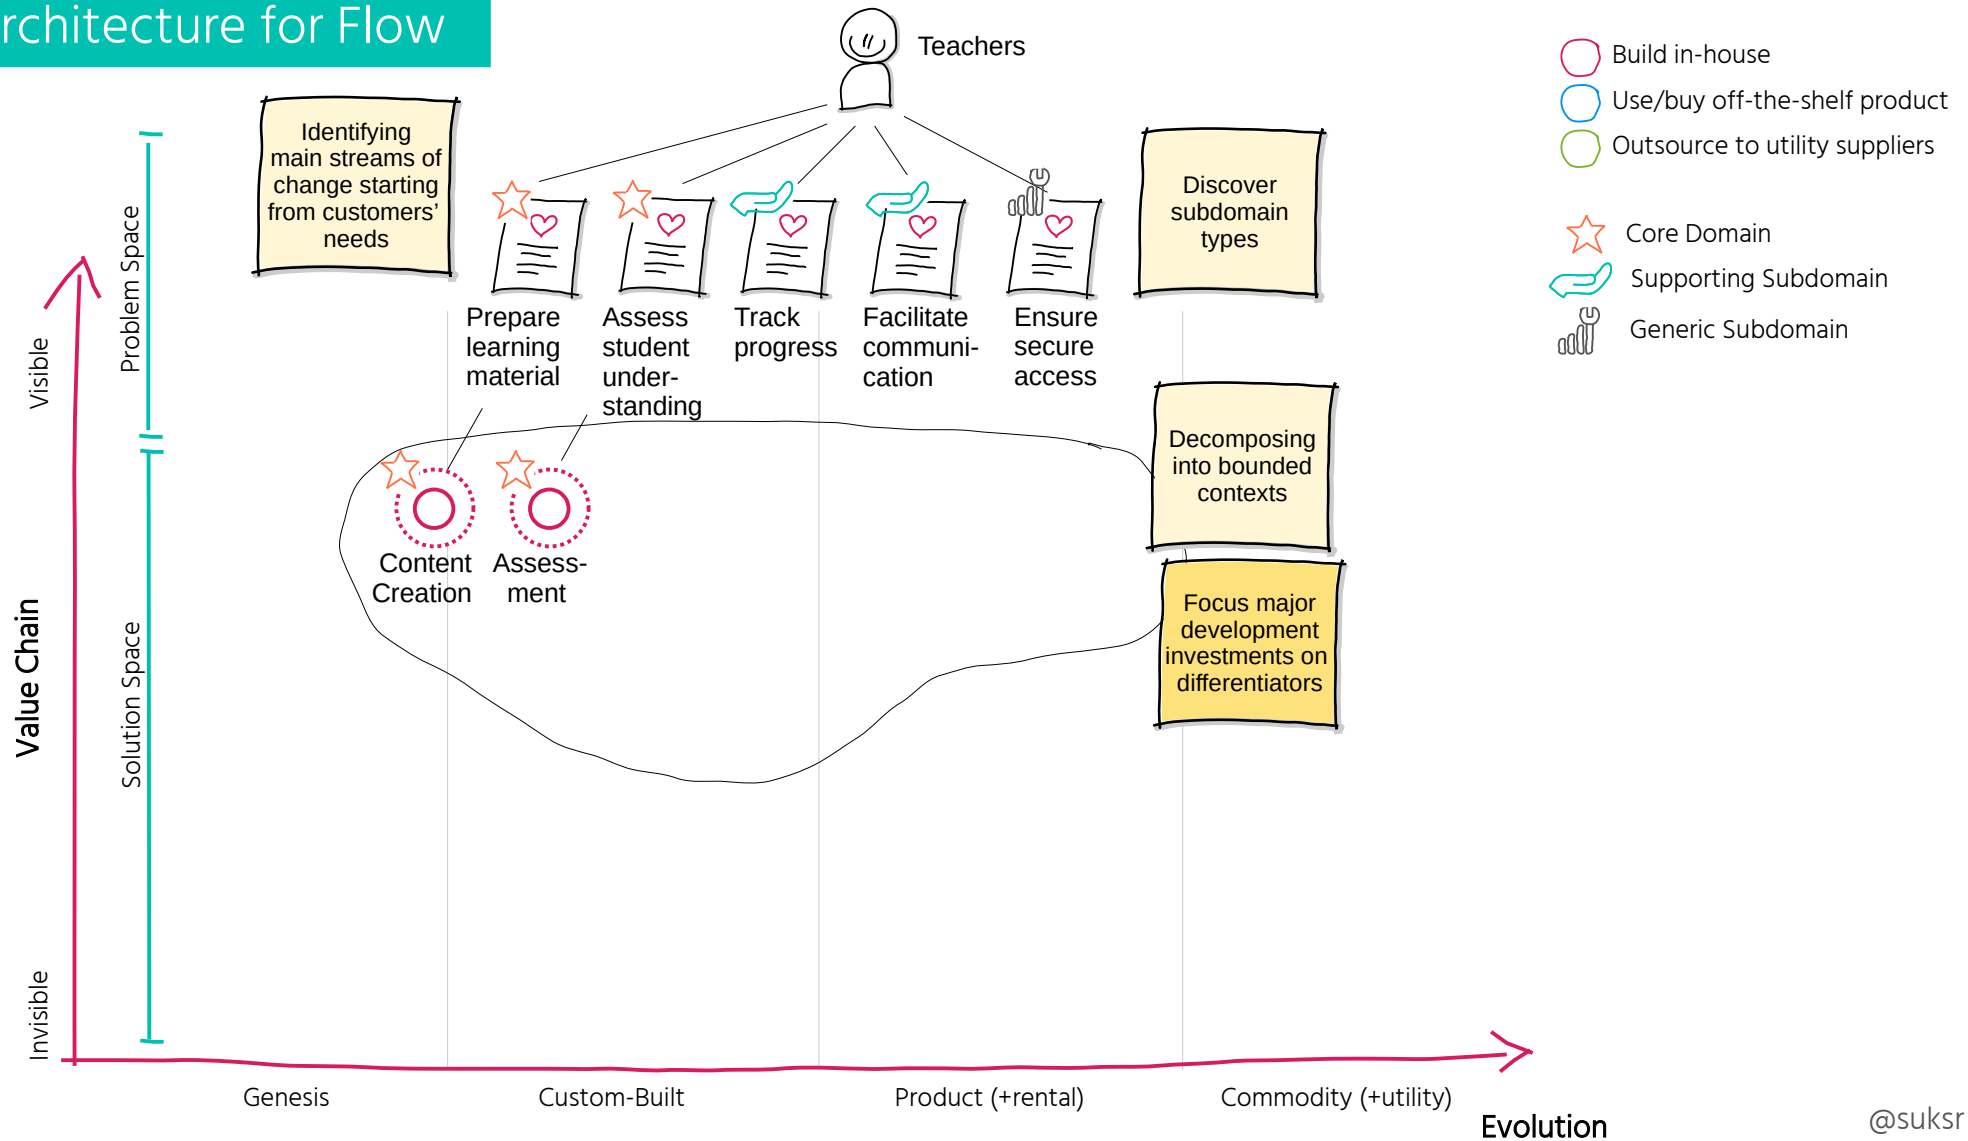 rchitecture for Flow
Teachers
Build in-house
Use/buy off-the-shelf product
Outsource to utility suppliers
Core Domain
Supporting Subdomain
Generic Subdomain
Identifying
main streams of
change starting
from customers'
needs
Discover
subdomain
types
Prepare
learning
material
Assess
student
under-
standing
Track
progress
Facilitate
communi-
cation
Ensure
secure
access
Decomposing
into bounded
contexts
Focus major
development
investments on
differentiators
Content
Creation
Assess-
ment
Value Chain
Visible
Invisible
Problem Space
Solution Space
Genesis
Custom-Built
Product (+rental)
Commodity (+utility)
Evolution
@suksr